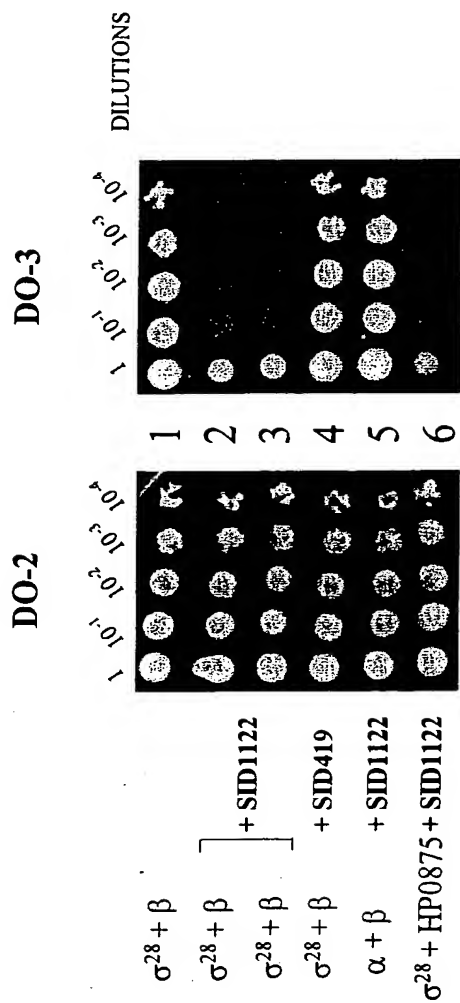 DO-2
DO-3
1 10-1 10-2 10-3 10-4
1 10-1 10-2 10-3 10-4
DILUTIONS
σ28 + β
1
σ28 + β
+ SID1122
2
σ28 + β
3
σ28 + β + SID419
4
α + β + SID1122
5
σ28 + HP0875 + SID1122
6